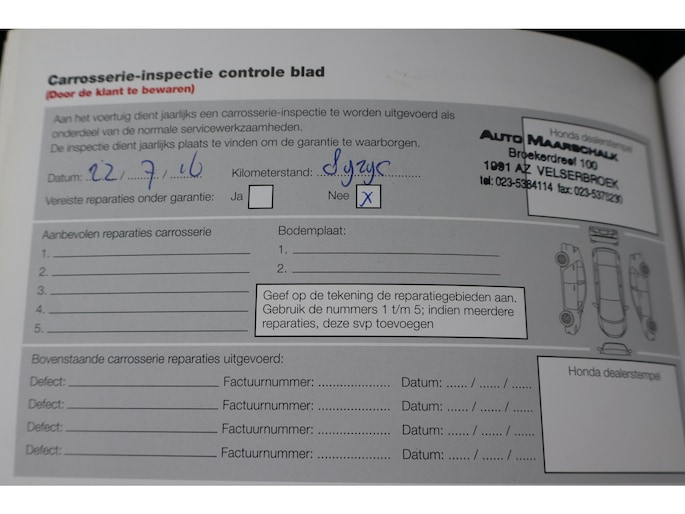 Carrosserie-inspectie controle blad
(Door de klant te bewaren)
Aan het voertuig dient jaarlijks een carrosserie-inspectie te worden uitgevoerd als
onderdeel van de normale servicewerkzaamheden.
De inspectie dient jaarlijks plaats te vinden om de garantie te waarborgen.
Honda dealerstempel
AUTO MAARSCHALK
Broekerdreef 100
1991 AZ VELSERBROEK
tel: 023-5384114 fax: 023-5375290
Datum: 22 , 7 , 16 Kilometerstand:
Vereiste reparaties onder garantie: Ja Nee X
Aanbevolen reparaties carrosserie
1.
2.
3.
4.
5.
Bodemplaat:
1.
2.
Geef op de tekening de reparatiegebieden aan.
Gebruik de nummers 1 t/m 5; indien meerdere
reparaties, deze svp toevoegen
Bovenstaande carrosserie reparaties uitgevoerd:
Defect: Factuurnummer: Datum: ...... / ...... / ......
Defect: Factuurnummer: Datum: ...... / ...... / ......
Defect: Factuurnummer: Datum: ...... / ...... / ......
Defect: Factuurnummer: Datum: ...... / ...... / ......
Honda dealerstempel